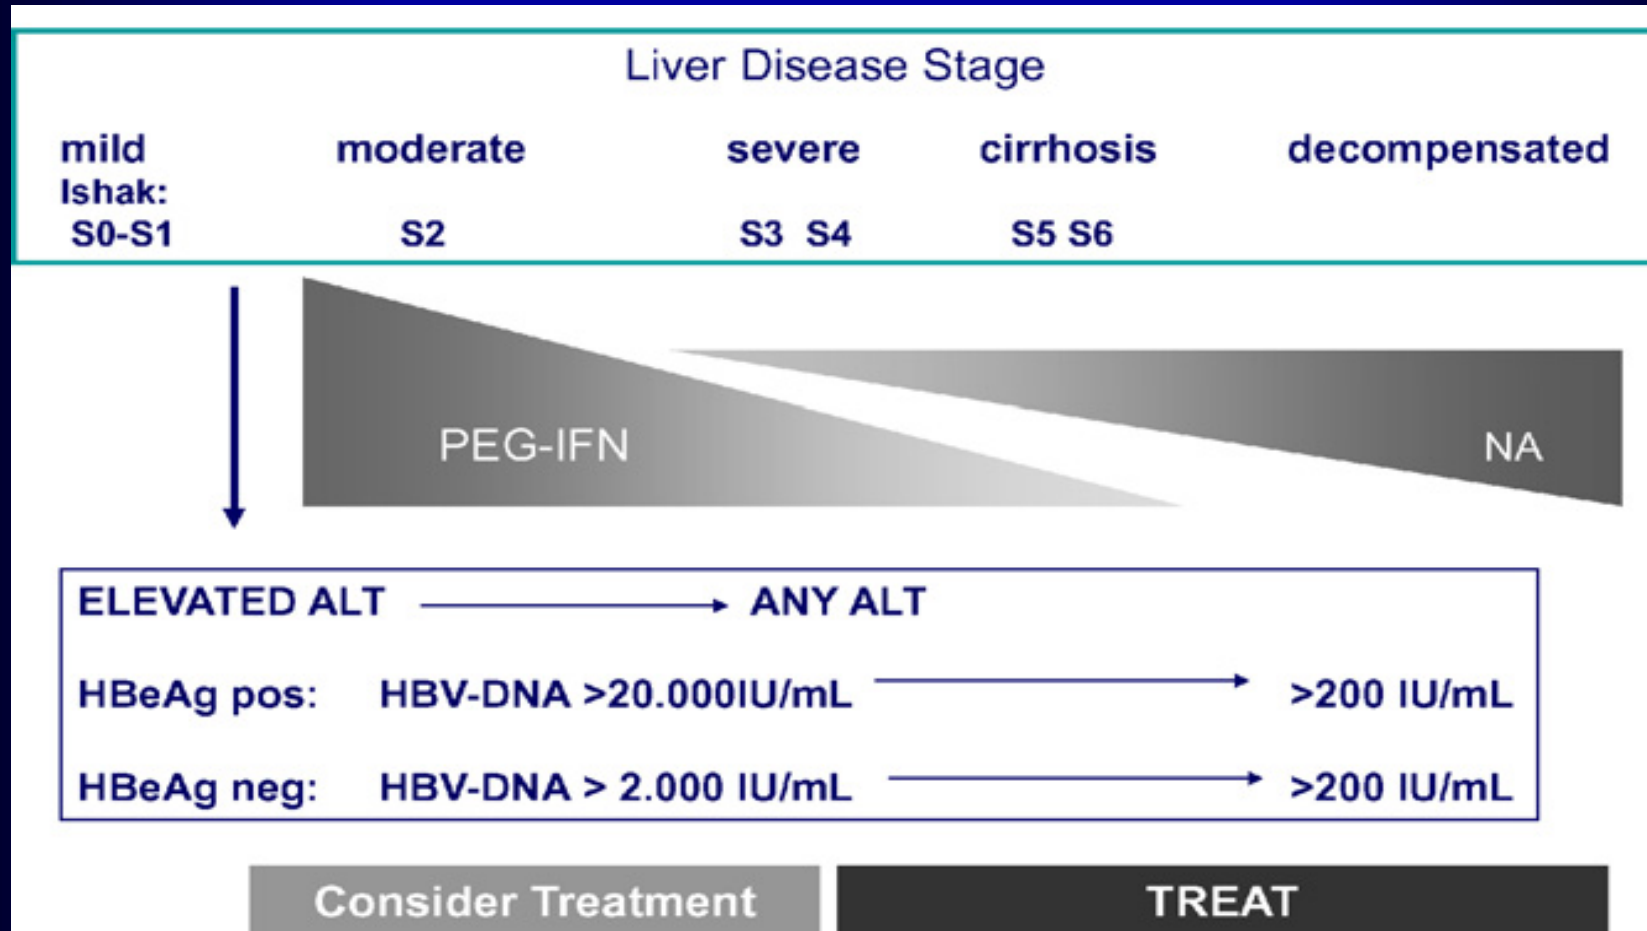 Liver Disease Stage
mild moderate severe cirrhosis decompensated
Ishak:
S0-S1 S2 S3 S4 S5 S6
PEG-IFN NA
ELEVATED ALT ANY ALT
HBeAg pos: HBV-DNA >20.000IU/mL >200 IU/mL
HBeAg neg: HBV-DNA > 2.000 IU/mL >200 IU/mL
Consider Treatment TREAT